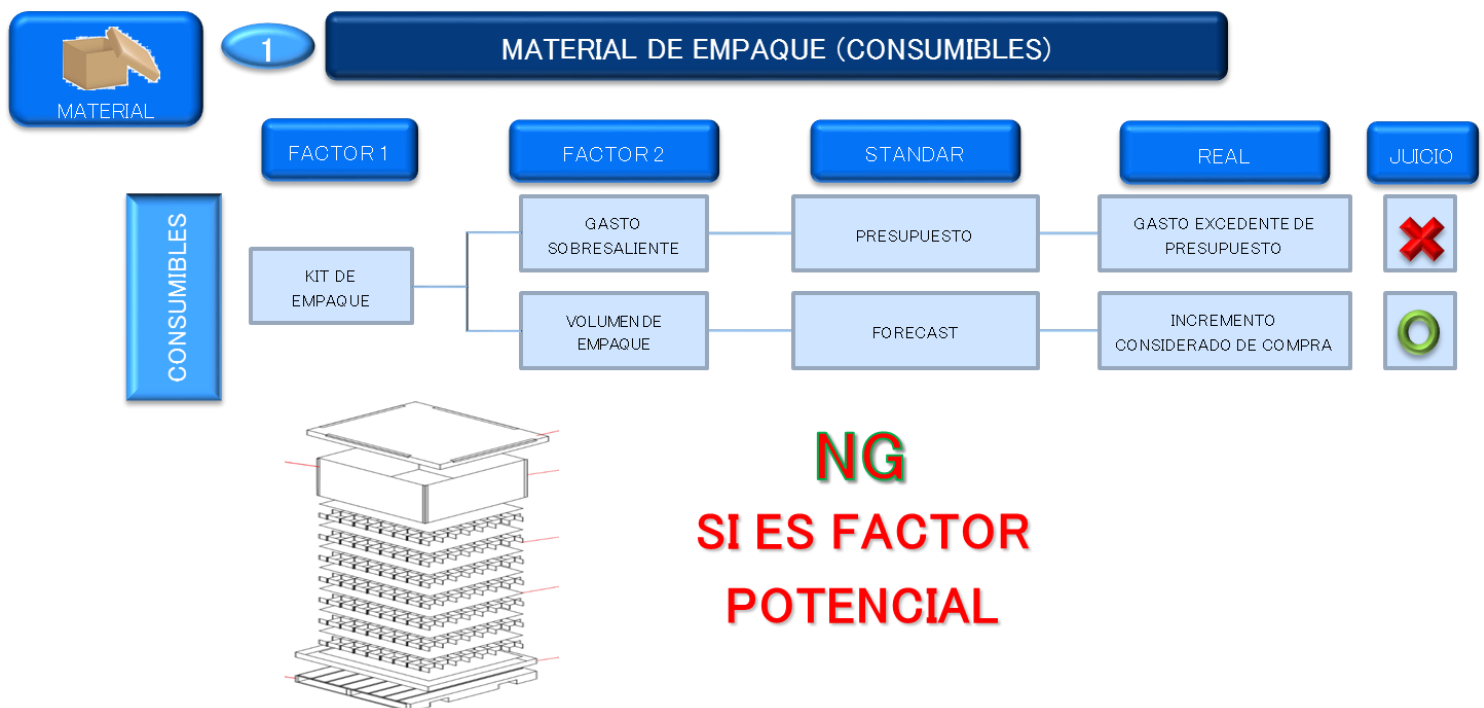 MATERIAL
1
MATERIAL DE EMPAQUE (CONSUMIBLES)
FACTOR 1
FACTOR 2
STANDAR
REAL
JUICIO
CONSUMIBLES
KIT DE
EMPAQUE
GASTO
SOBRESALIENTE
PRESUPUESTO
GASTO EXCEDENTE DE
PRESUPUESTO
VOLUMEN DE
EMPAQUE
FORECAST
INCREMENTO
CONSIDERADO DE COMPRA
NG
SI ES FACTOR
POTENCIAL